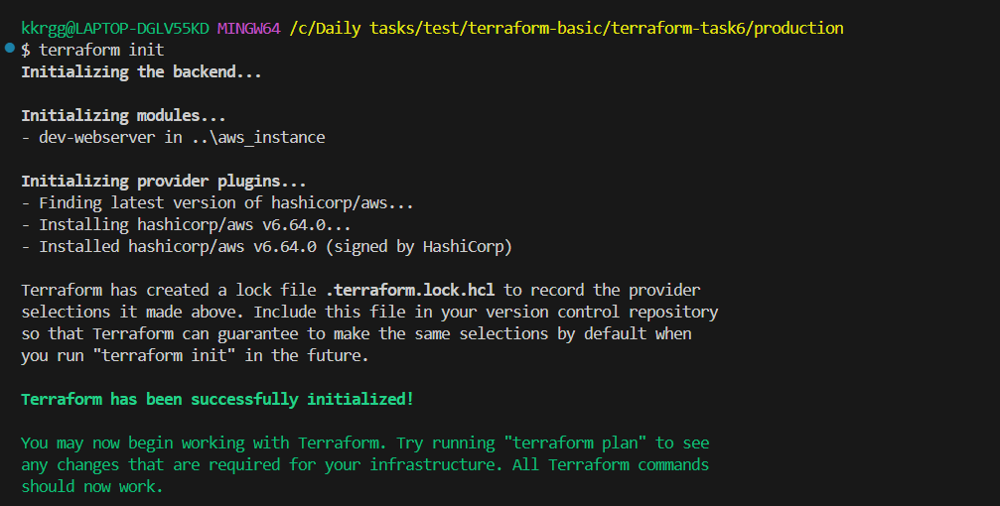 kkrgg@LAPTOP-DGLV55KD MINGW64 /c/Daily tasks/test/terraform-basic/terraform-task6/production
$ terraform init
Initializing the backend...
Initializing modules...
- dev-webserver in ..\aws_instance
Initializing provider plugins...
- Finding latest version of hashicorp/aws...
- Installing hashicorp/aws v6.64.0...
- Installed hashicorp/aws v6.64.0 (signed by HashiCorp)
Terraform has created a lock file .terraform.lock.hcl to record the provider
selections it made above. Include this file in your version control repository
so that Terraform can guarantee to make the same selections by default when
you run "terraform init" in the future.
Terraform has been successfully initialized!
You may now begin working with Terraform. Try running "terraform plan" to see
any changes that are required for your infrastructure. All Terraform commands
should now work.